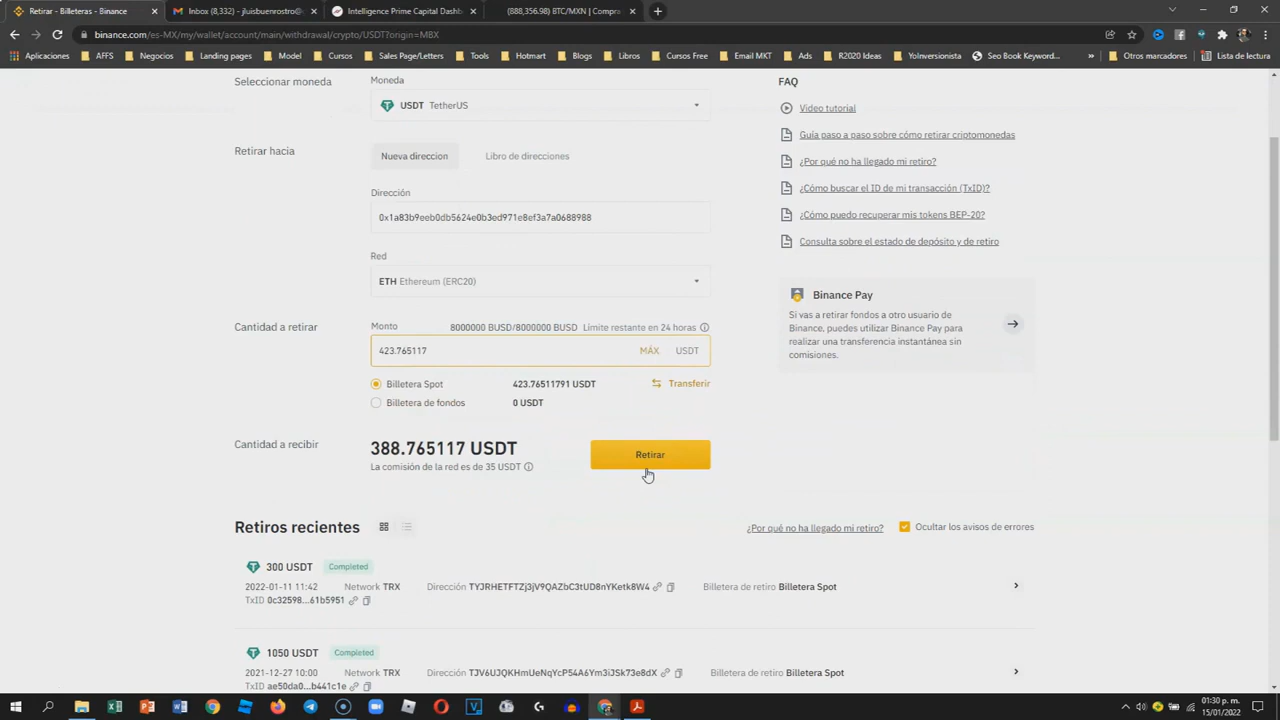 Retirar - Billeteras - Binance
Inbox (8,332) - jluisbuenrostro@
Intelligence Prime Capital Dashb
(888,356.98) BTC/MXN | Compra
binance.com/es-MX/my/wallet/account/main/withdrawal/crypto/USDT?origin=MBX
Aplicaciones
AFFS
Negocios
Landing pages
Model
Cursos
Sales Page/Letters
Tools
Hotmart
Blogs
Libros
Cursos Free
Email MKT
Ads
R2020 Ideas
YoInversionista
Seo Book Keyword...
Otros marcadores
Lista de lectura
Seleccionar moneda
Moneda
USDT TetherUS
Retirar hacia
Nueva direccion
Libro de direcciones
Dirección
0x1a83b9eeb0db5624e0b3ed971e8ef3a7a0688988
Red
ETH Ethereum (ERC20)
Cantidad a retirar
Monto
8000000 BUSD/8000000 BUSD
Límite restante en 24 horas
423.765117
MÁX
USDT
Billetera Spot
423.76511791 USDT
Transferir
Billetera de fondos
0 USDT
Cantidad a recibir
388.765117 USDT
La comisión de la red es de 35 USDT
Retirar
FAQ
Video tutorial
Guía paso a paso sobre cómo retirar criptomonedas
¿Por qué no ha llegado mi retiro?
¿Cómo buscar el ID de mi transacción (TxID)?
¿Cómo puedo recuperar mis tokens BEP-20?
Consulta sobre el estado de depósito y de retiro
Binance Pay
Si vas a retirar fondos a otro usuario de
Binance, puedes utilizar Binance Pay para
realizar una transferencia instantánea sin
comisiones.
Retiros recientes
¿Por qué no ha llegado mi retiro?
Ocultar los avisos de errores
300 USDT
Completed
2022-01-11 11:42
Network TRX
Dirección TYJRHETFTZj3jV9QAZbC3tUD8nYKetk8W4
Billetera de retiro Billetera Spot
TxID 0c32598...61b5951
1050 USDT
Completed
2021-12-27 10:00
Network TRX
Dirección TJV6UJQKHmUeNqYcP54A6Ym3iJSk73e8dX
Billetera de retiro Billetera Spot
TxID ae50da0...b441c1e
01:30 p. m.
15/01/2022